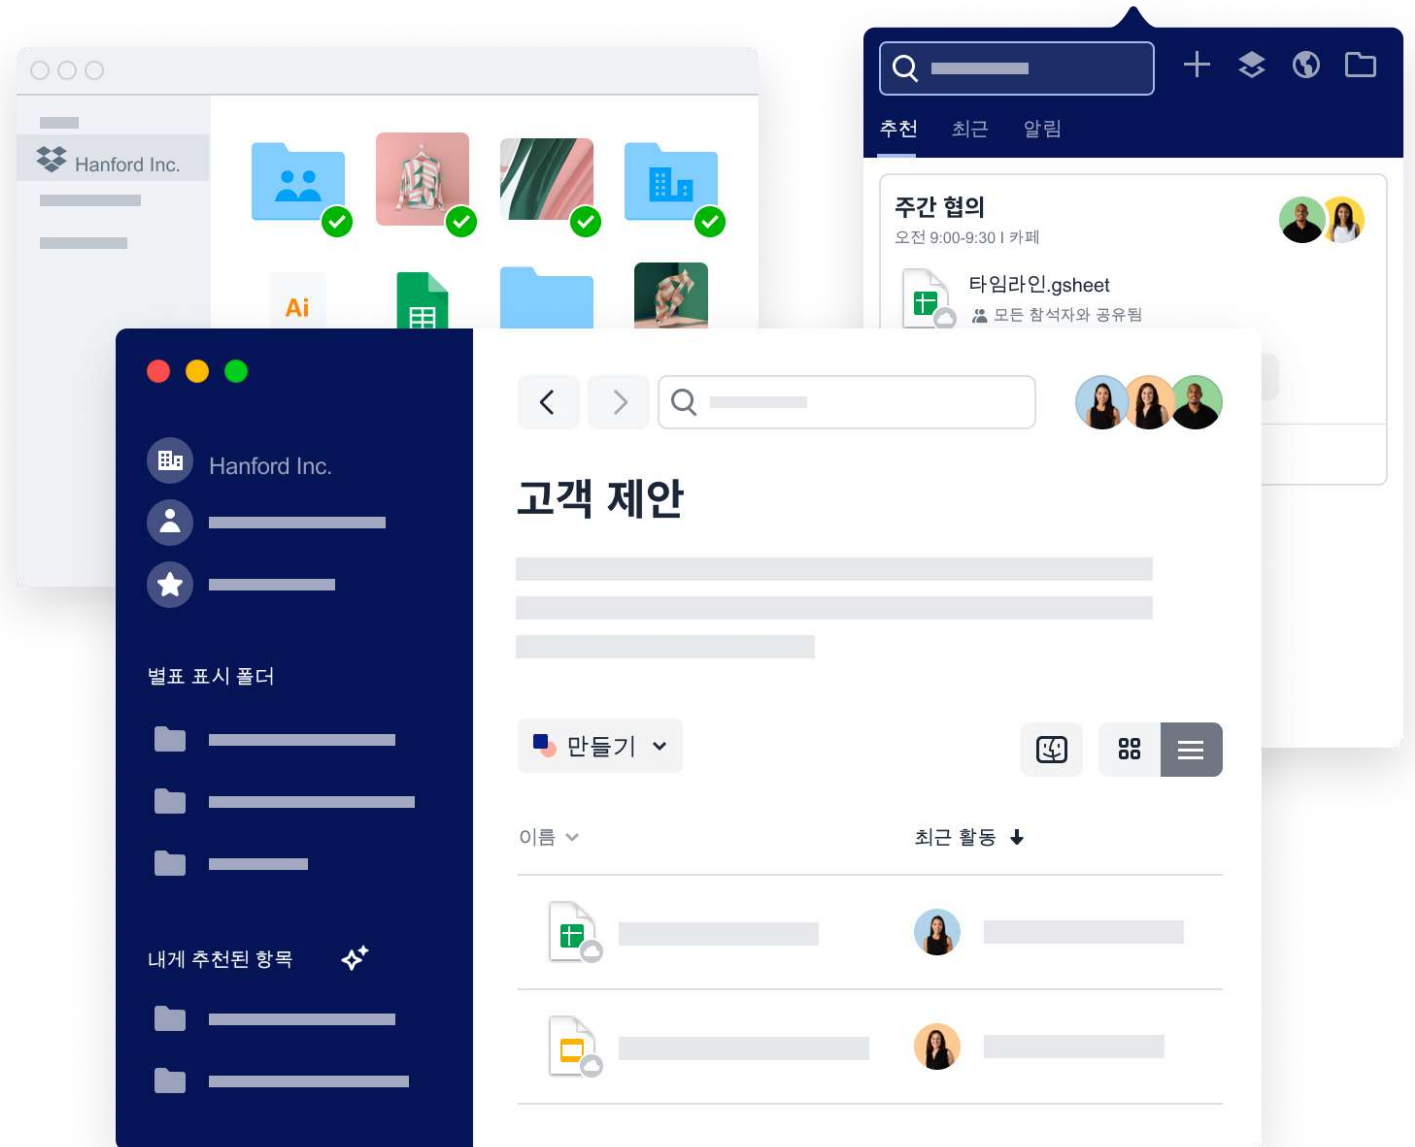 Hanford Inc.
Ai
추천 최근 알림
주간 협의
오전 9:00-9:30 I 카페
타임라인.gsheet
모든 참석자와 공유됨
Hanford Inc.
별표 표시 폴더
내게 추천된 항목
고객 제안
만들기
이름 최근 활동